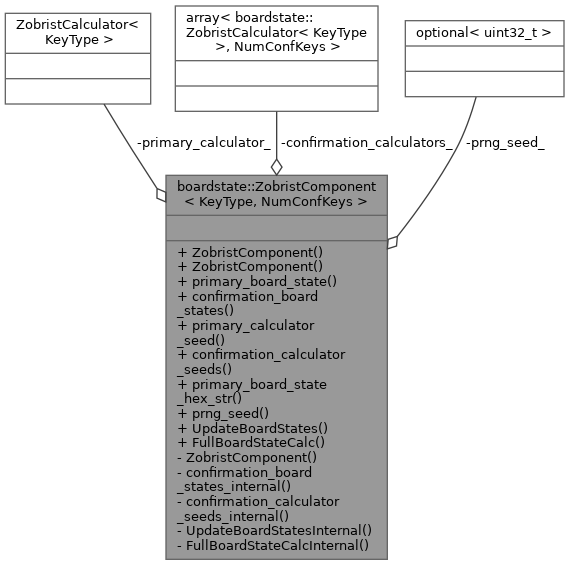 ZobristCalculator<
KeyType >
array< boardstate::
ZobristCalculator< KeyType
>, NumConfKeys >
optional< uint32_t >
-primary_calculator_
-confirmation_calculators_
-prng_seed_
boardstate::ZobristComponent
< KeyType, NumConfKeys >
+ ZobristComponent()
+ ZobristComponent()
+ primary_board_state()
+ confirmation_board
_states()
+ primary_calculator
_seed()
+ confirmation_calculator
_seeds()
+ primary_board_state
_hex_str()
+ prng_seed()
+ UpdateBoardStates()
+ FullBoardStateCalc()
- ZobristComponent()
- confirmation_board
_states_internal()
- confirmation_calculator
_seeds_internal()
- UpdateBoardStatesInternal()
- FullBoardStateCalcInternal()